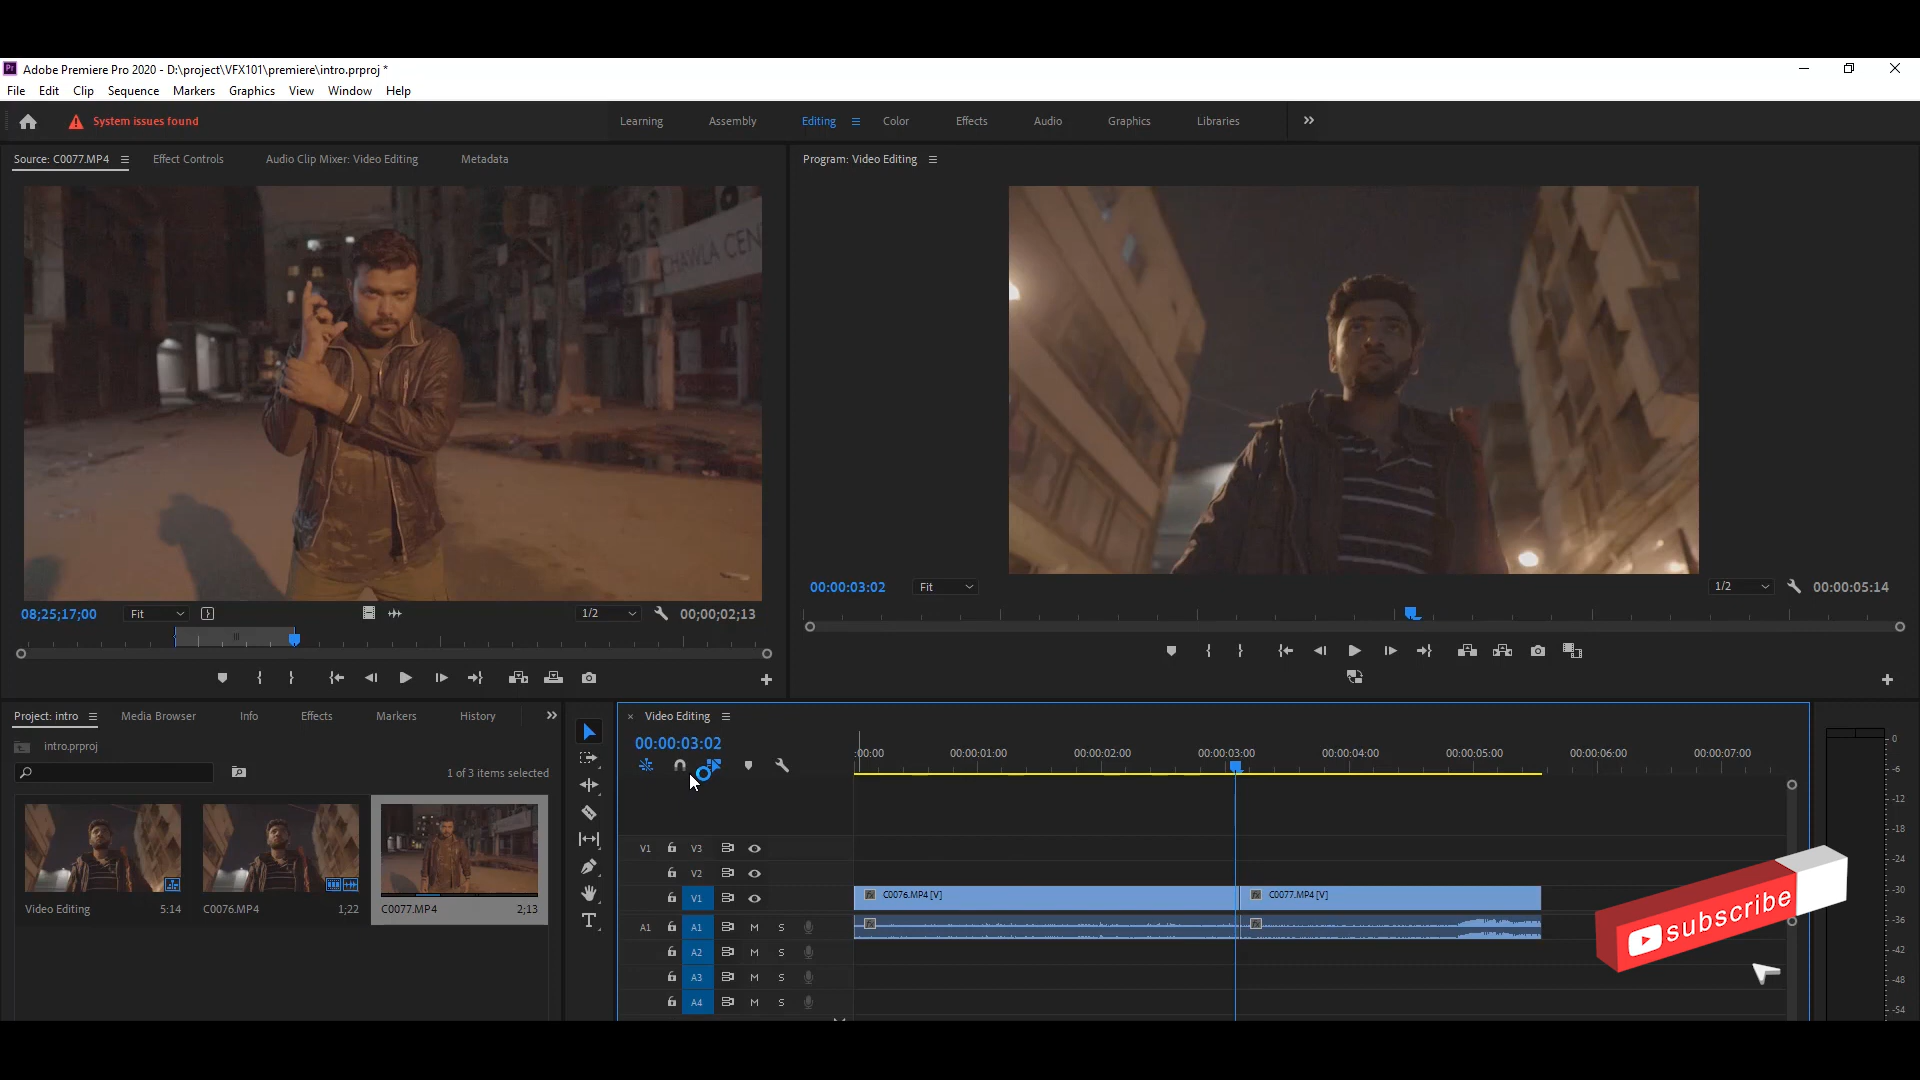 Adobe Premiere Pro 2020 - D:\project\VFX101\premiere\intro.prproj *
File Edit Clip Sequence Markers Graphics View Window Help
System issues found
Learning Assembly Editing Color Effects Audio Graphics Libraries
Source: C0077.MP4 Effect Controls Audio Clip Mixer: Video Editing Metadata
Program: Video Editing
CHAWLA CEN
08;25;17;00 Fit 1/2 00;00;02;13
00:00:03:02 Fit 1/2 00:00:05:14
Project: intro Media Browser Info Effects Markers History
intro.prproj
1 of 3 items selected
Video Editing 5:14
C0076.MP4 1;22
C0077.MP4 2;13
Video Editing
00:00:03:02
:00:00 00:00:01:00 00:00:02:00 00:00:03:00 00:00:04:00 00:00:05:00 00:00:06:00 00:00:07:00
V1 V3
V2
V1 C0076.MP4 [V] C0077.MP4 [V]
A1 A1 M S
A2 M S
A3 M S
A4 M S
0
-6
-12
-18
-24
-30
-36
-42
-48
-54
subscribe